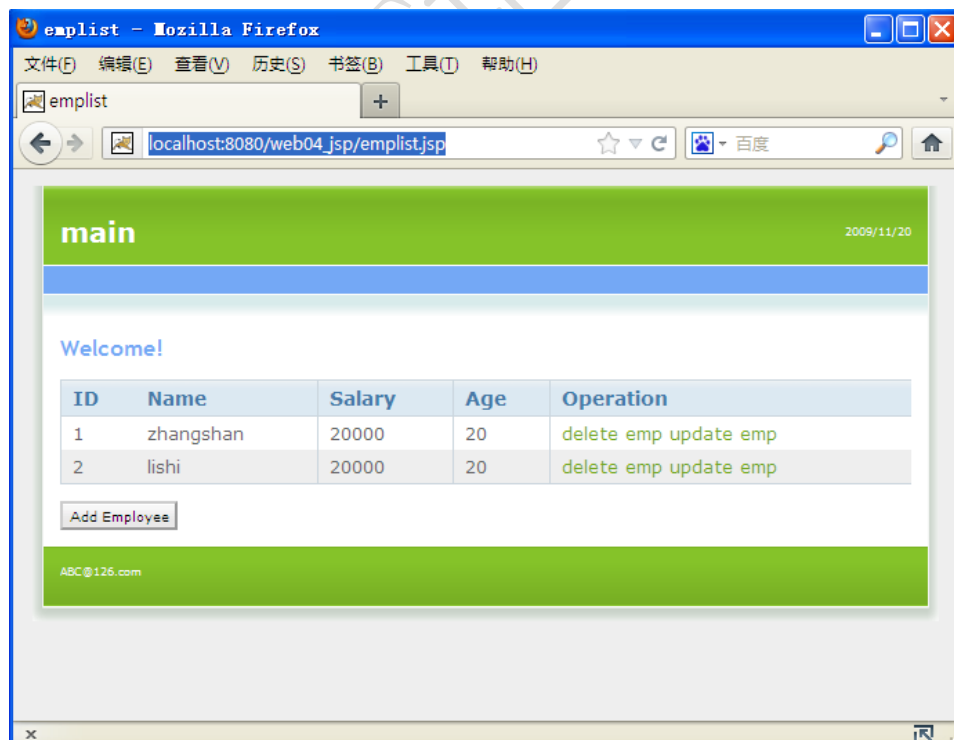 emplist - Mozilla Firefox
文件(F) 编辑(E) 查看(V) 历史(S) 书签(B) 工具(T) 帮助(H)
emplist
localhost:8080/web04_jsp/emplist.jsp 百度
main 2009/11/20
Welcome!
ID Name Salary Age Operation
1 zhangshan 20000 20 delete emp update emp
2 lishi 20000 20 delete emp update emp
Add Employee
ABC@126.com